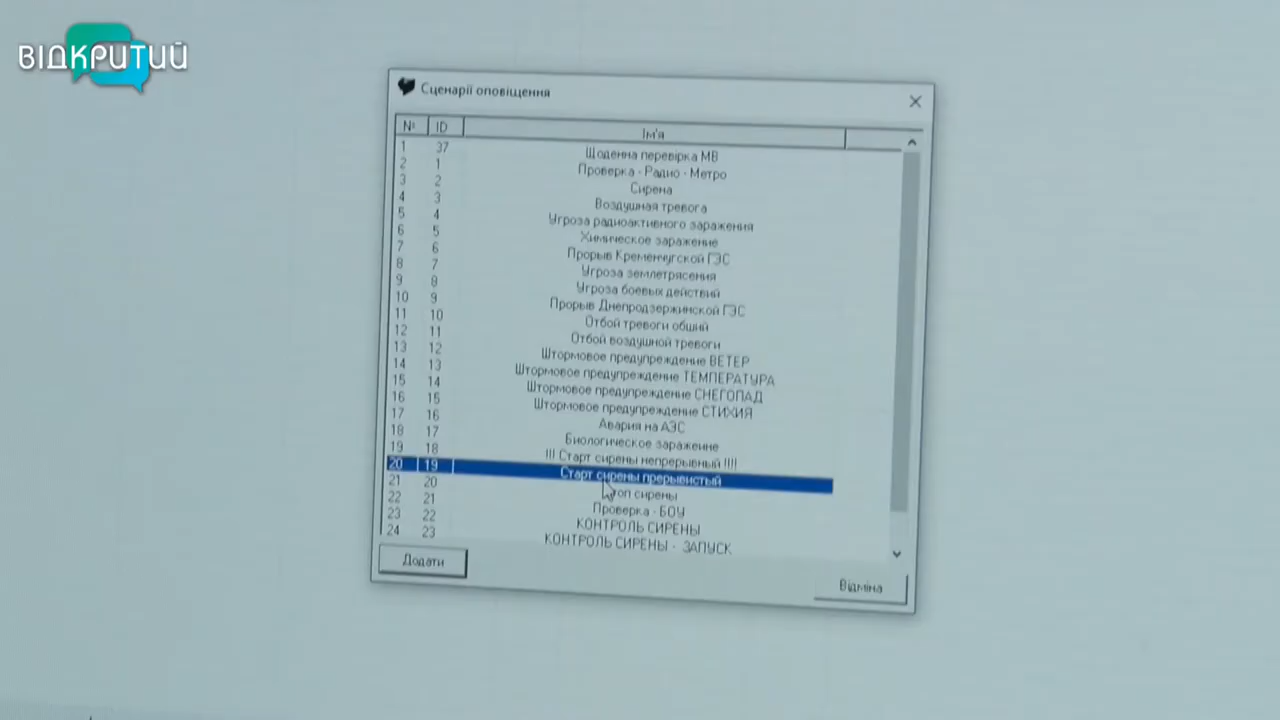 ВІДКРИТИЙ
Сценарії оповіщення
№ ID Ім'я
1 37 Щоденна перевірка МВ
2 1 Проверка - Радио - Метро
3 2 Сирена
4 3 Воздушная тревога
5 4 Угроза радиоактивного заражения
6 5 Химическое заражение
7 6 Прорыв Кременчугской ГЭС
8 7 Угроза землетрясения
9 8 Угроза боевых действий
10 9 Прорыв Днепродзержинской ГЭС
11 10 Отбой тревоги общий
12 11 Отбой воздушной тревоги
13 12 Штормовое предупреждение ВЕТЕР
14 13 Штормовое предупреждение ТЕМПЕРАТУРА
15 14 Штормовое предупреждение СНЕГОПАД
16 15 Штормовое предупреждение СТИХИЯ
17 16 Авария на АЭС
18 17 Биологическое заражеине
19 18 !!! Старт сирены непрерывный !!!!
20 19 Старт сирены прерывистый
21 20 Стоп сирены
22 21 Проверка - БОУ
23 22 КОНТРОЛЬ СИРЕНЫ
24 23 КОНТРОЛЬ СИРЕНЫ - ЗАПУСК
Додати
Відміна